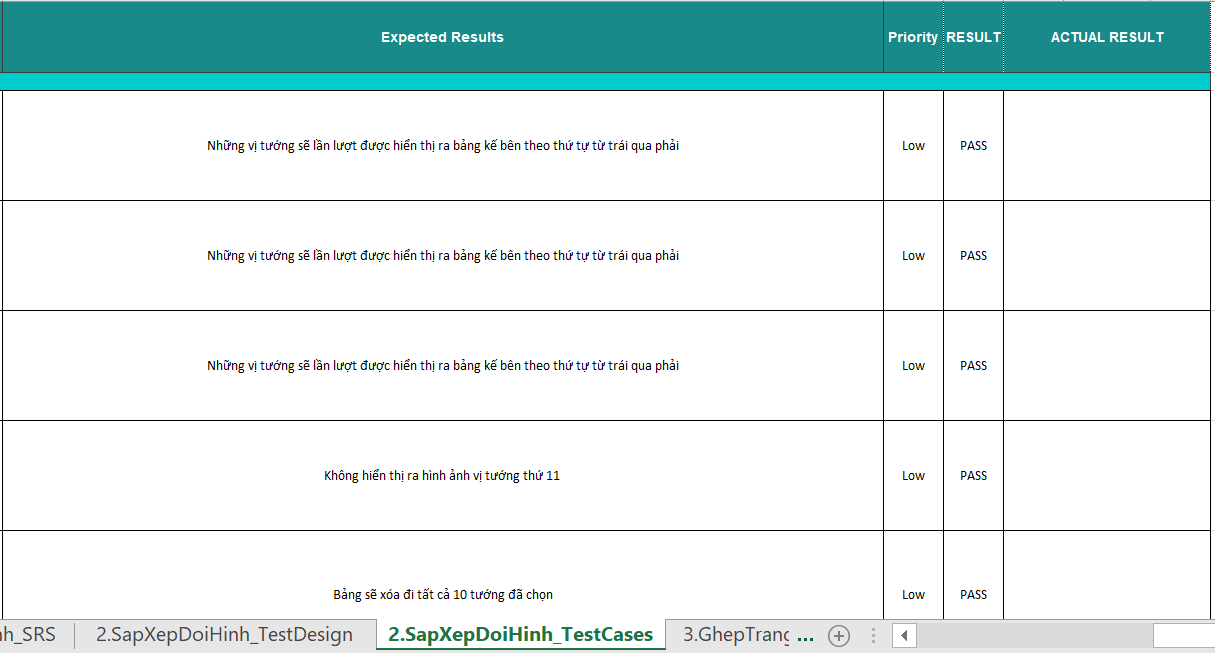 Expected Results Priority RESULT ACTUAL RESULT
Những vị tướng sẽ lần lượt được hiển thị ra bảng kế bên theo thứ tự từ trái qua phải Low PASS
Những vị tướng sẽ lần lượt được hiển thị ra bảng kế bên theo thứ tự từ trái qua phải Low PASS
Những vị tướng sẽ lần lượt được hiển thị ra bảng kế bên theo thứ tự từ trái qua phải Low PASS
Không hiển thị ra hình ảnh vị tướng thứ 11 Low PASS
Bảng sẽ xóa đi tất cả 10 tướng đã chọn Low PASS
nh_SRS 2.SapXepDoiHinh_TestDesign 2.SapXepDoiHinh_TestCases 3.GhepTrang ...